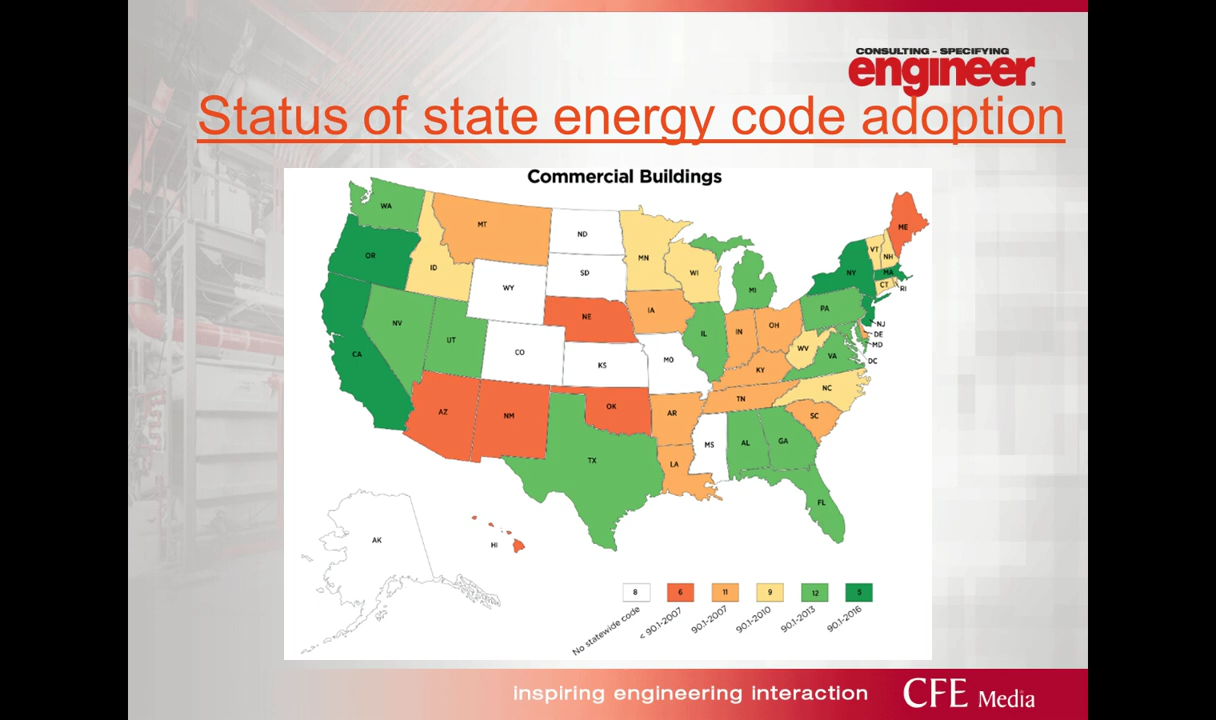 CONSULTING – SPECIFYING
engineer®
Status of state energy code adoption
Commercial Buildings
WA
MT
ND
ME
OR
ID
SD
MN
WI
VT
NH
NY
MA
WY
MI
CT
RI
NV
UT
NE
IA
IL
IN
OH
PA
NJ
DE
MD
DC
CA
CO
KS
MO
KY
WV
VA
AZ
NM
OK
AR
TN
NC
SC
TX
LA
MS
AL
GA
FL
AK
HI
8 6 11 9 12 5
No statewide code
< 90.1-2007
90.1-2007
90.1-2010
90.1-2013
90.1-2016
inspiring engineering interaction
CFE Media